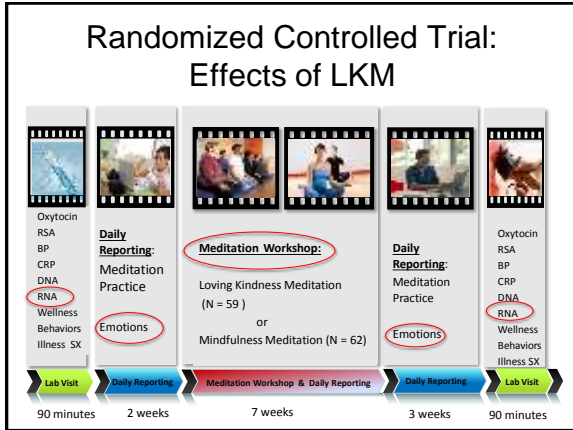 Randomized Controlled Trial:
Effects of LKM
Oxytocin
RSA
BP
CRP
DNA
RNA
Wellness
Behaviors
Illness SX
Daily
Reporting:
Meditation
Practice
Emotions
Meditation Workshop:
Loving Kindness Meditation
(N = 59 )
or
Mindfulness Meditation (N = 62)
Daily
Reporting:
Meditation
Practice
Emotions
Oxytocin
RSA
BP
CRP
DNA
RNA
Wellness
Behaviors
Illness SX
Lab Visit
Daily Reporting
Meditation Workshop & Daily Reporting
Daily Reporting
Lab Visit
90 minutes
2 weeks
7 weeks
3 weeks
90 minutes